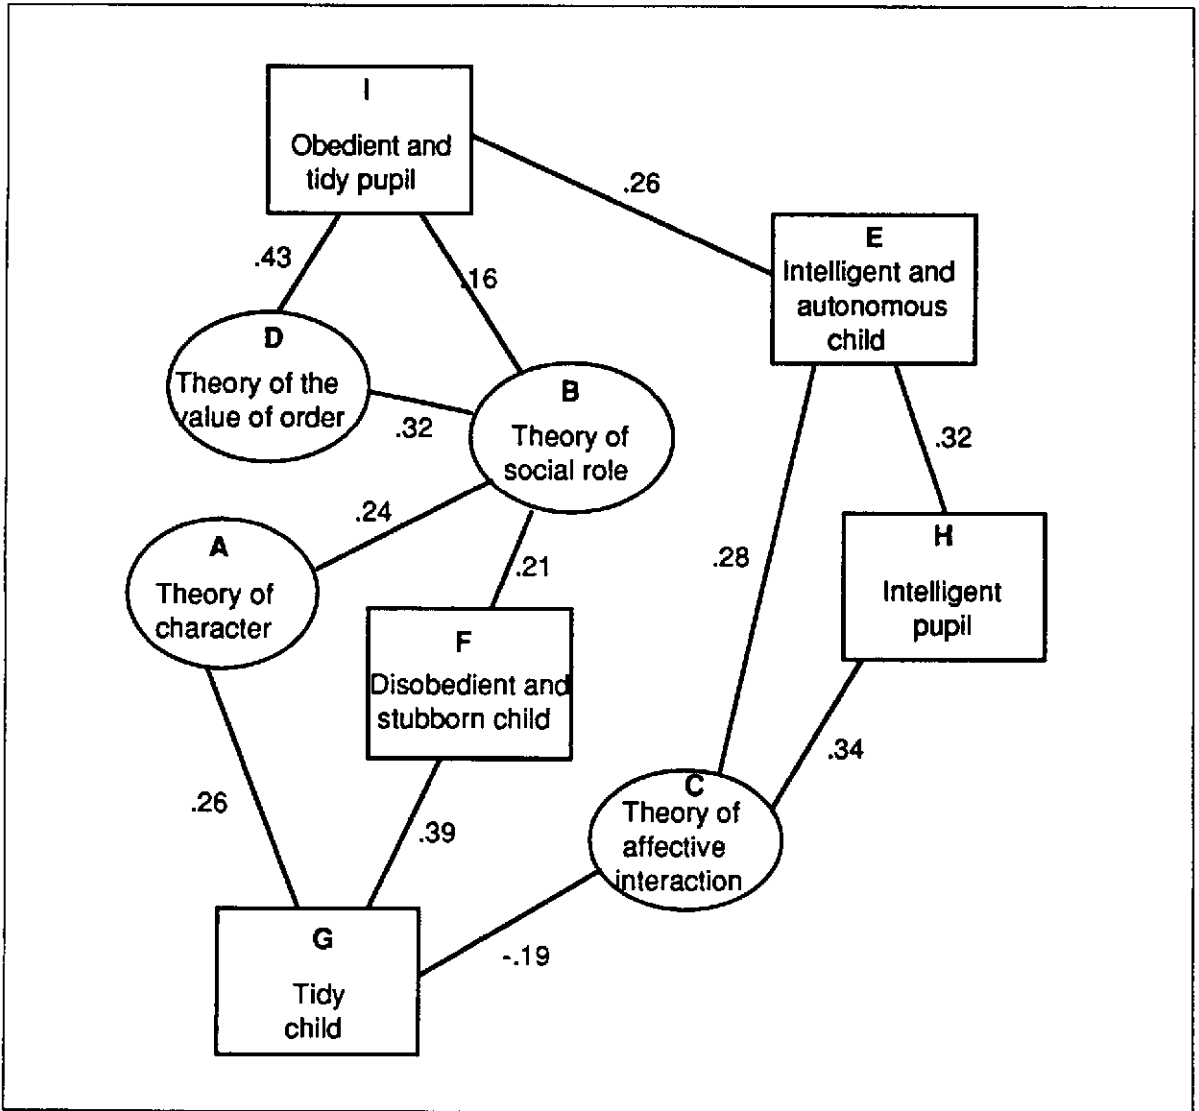 I
Obedient and
tidy pupil
.26
E
Intelligent and
autonomous
child
.43
.16
D
Theory of the
value of order
.32
B
Theory of
social role
.32
.24
A
Theory of
character
.21
.28
H
Intelligent
pupil
F
Disobedient and
stubborn child
.34
.26
.39
C
Theory of
affective
interaction
G
Tidy
child
-.19